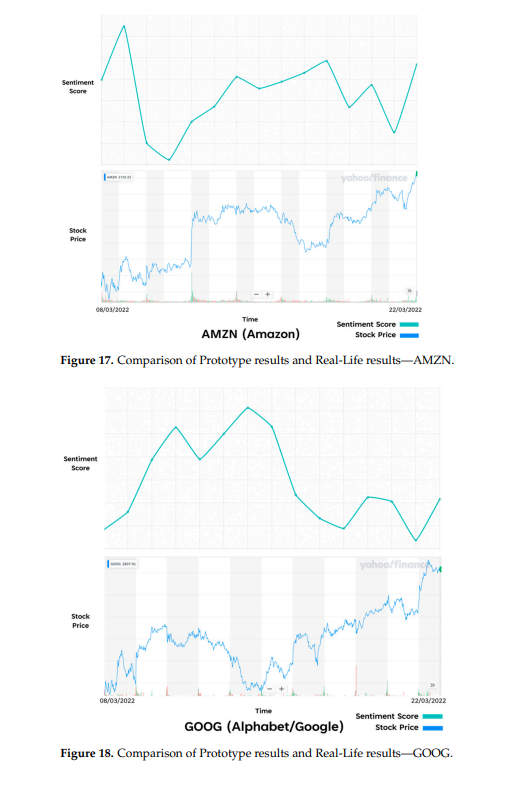 Sentiment
Score
yahoo/finance
Stock
Price
08/03/2022
22/03/2022
Time
AMZN (Amazon)
Sentiment Score
Stock Price
Figure 17. Comparison of Prototype results and Real-Life results—AMZN.
Sentiment
Score
yahoo/finance
Stock
Price
08/03/2022
22/03/2022
Time
GOOG (Alphabet/Google)
Sentiment Score
Stock Price
Figure 18. Comparison of Prototype results and Real-Life results—GOOG.